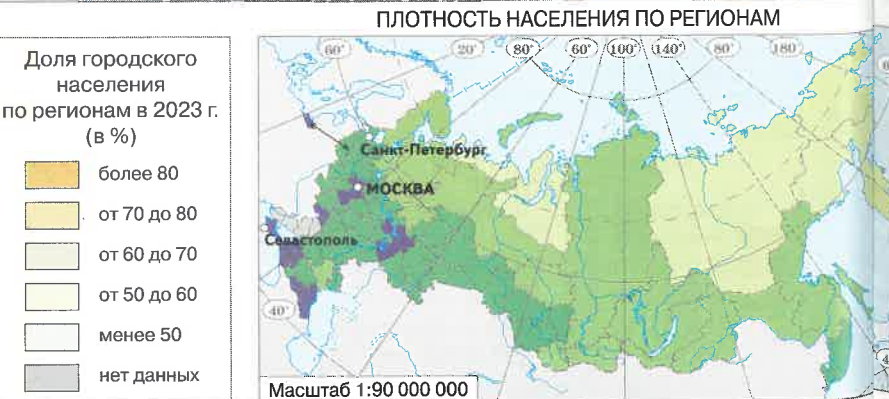 ПЛОТНОСТЬ НАСЕЛЕНИЯ ПО РЕГИОНАМ
Доля городского
населения
по регионам в 2023 г.
(в %)
более 80
от 70 до 80
от 60 до 70
от 50 до 60
менее 50
нет данных
60° 20° 80° 60° 100° 140° 80° 180
Санкт-Петербург
МОСКВА
Севастополь
40°
Масштаб 1:90 000 000